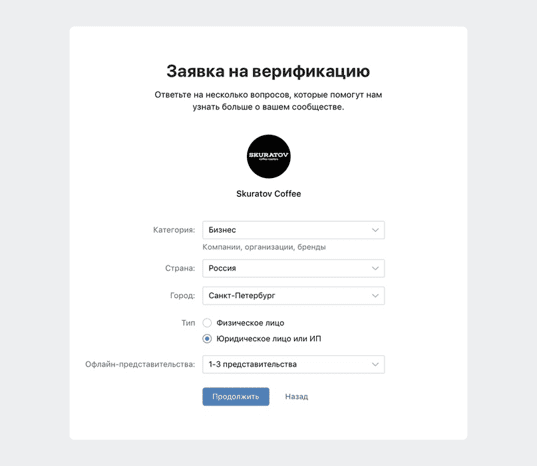 Заявка на верификацию
Ответьте на несколько вопросов, которые помогут нам
узнать больше о вашем сообществе.
SKURATOV
coffee roasters
Skuratov Coffee
Категория: Бизнес
Компании, организации, бренды
Страна: Россия
Город: Санкт-Петербург
Тип Физическое лицо
Юридическое лицо или ИП
Офлайн-представительства: 1-3 представительства
Продолжить Назад